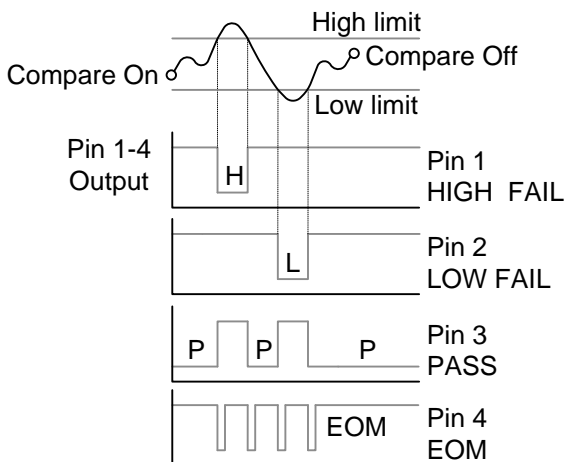 High limit
Compare On
Compare Off
Low limit
Pin 1-4
Output
H
Pin 1
HIGH FAIL
L
Pin 2
LOW FAIL
P
P
P
Pin 3
PASS
EOM
Pin 4
EOM